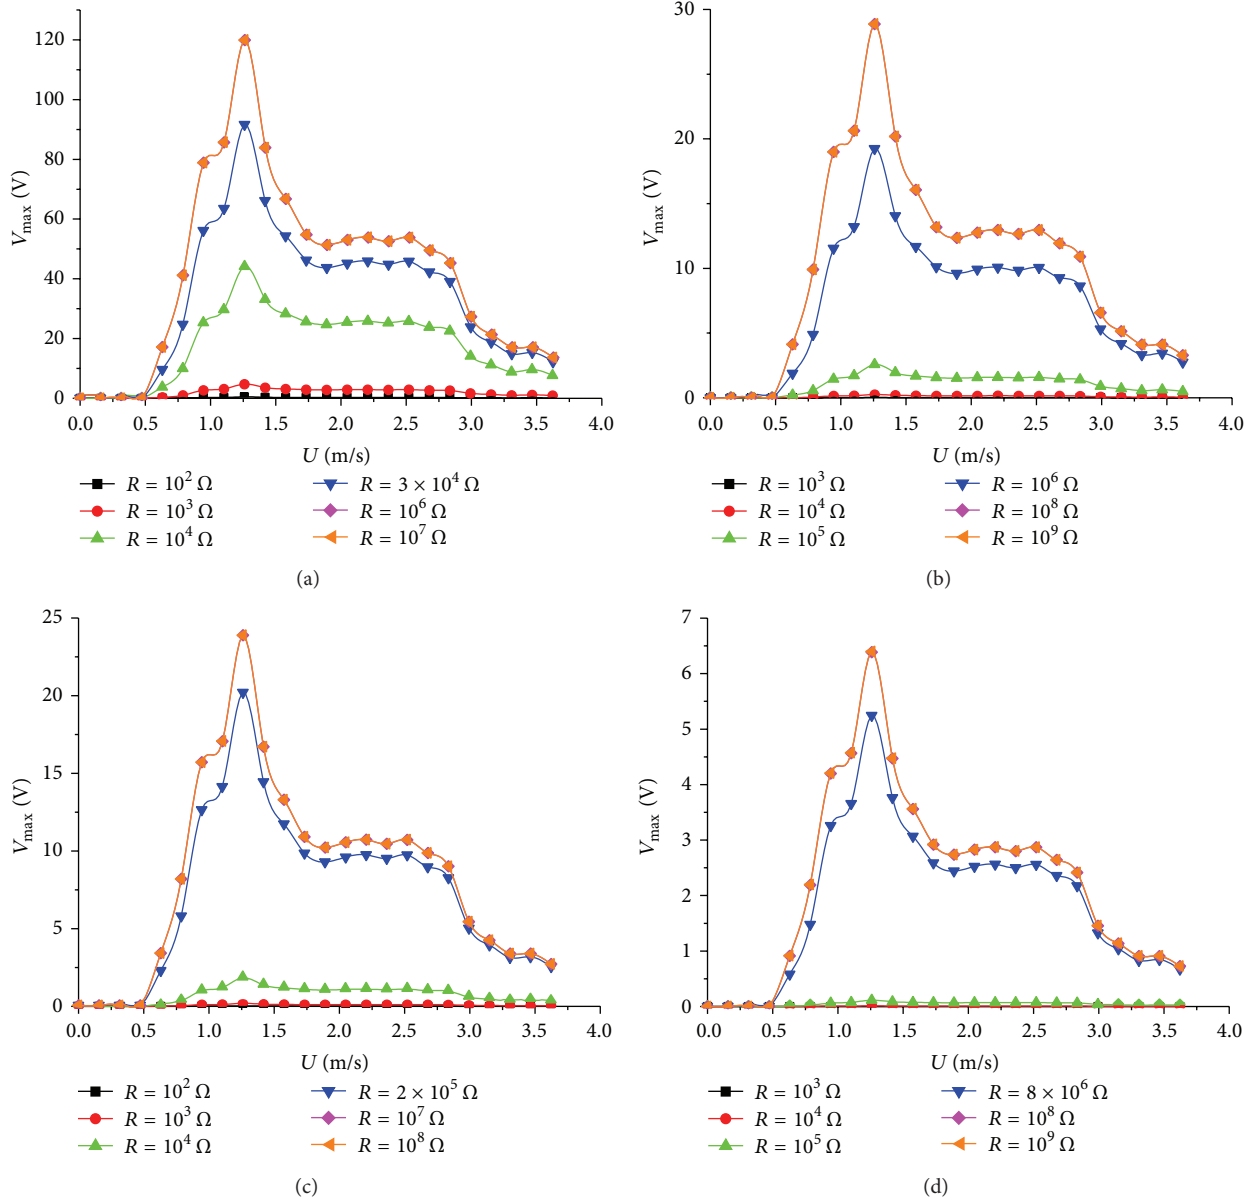 120
100
80
60
40
20
0
V_max (V)
0.0 0.5 1.0 1.5 2.0 2.5 3.0 3.5 4.0
U (m/s)
R = 10² Ω
R = 10³ Ω
R = 10⁴ Ω
R = 3 × 10⁴ Ω
R = 10⁶ Ω
R = 10⁷ Ω
(a)
30
20
10
0
V_max (V)
0.0 0.5 1.0 1.5 2.0 2.5 3.0 3.5 4.0
U (m/s)
R = 10³ Ω
R = 10⁴ Ω
R = 10⁵ Ω
R = 10⁶ Ω
R = 10⁸ Ω
R = 10⁹ Ω
(b)
25
20
15
10
5
0
V_max (V)
0.0 0.5 1.0 1.5 2.0 2.5 3.0 3.5 4.0
U (m/s)
R = 10² Ω
R = 10³ Ω
R = 10⁴ Ω
R = 2 × 10⁵ Ω
R = 10⁷ Ω
R = 10⁸ Ω
(c)
7
6
5
4
3
2
1
0
V_max (V)
0.0 0.5 1.0 1.5 2.0 2.5 3.0 3.5 4.0
U (m/s)
R = 10³ Ω
R = 10⁴ Ω
R = 10⁵ Ω
R = 8 × 10⁶ Ω
R = 10⁸ Ω
R = 10⁹ Ω
(d)